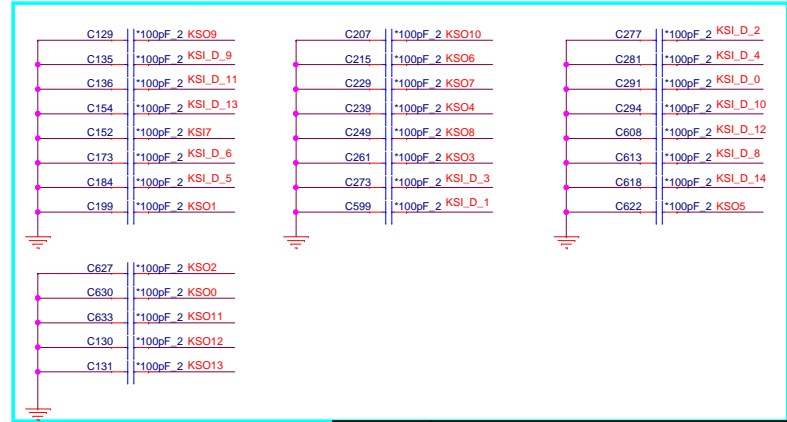 C129 *100pF_2 KSO9
C135 *100pF_2 KSI_D_9
C136 *100pF_2 KSI_D_11
C154 *100pF_2 KSI_D_13
C152 *100pF_2 KSI7
C173 *100pF_2 KSI_D_6
C184 *100pF_2 KSI_D_5
C199 *100pF_2 KSO1
C207 *100pF_2 KSO10
C215 *100pF_2 KSO6
C229 *100pF_2 KSO7
C239 *100pF_2 KSO4
C249 *100pF_2 KSO8
C261 *100pF_2 KSO3
C273 *100pF_2 KSI_D_3
C599 *100pF_2 KSI_D_1
C277 *100pF_2 KSI_D_2
C281 *100pF_2 KSI_D_4
C291 *100pF_2 KSI_D_0
C294 *100pF_2 KSI_D_10
C608 *100pF_2 KSI_D_12
C613 *100pF_2 KSI_D_8
C618 *100pF_2 KSI_D_14
C622 *100pF_2 KSO5
C627 *100pF_2 KSO2
C630 *100pF_2 KSO0
C633 *100pF_2 KSO11
C130 *100pF_2 KSO12
C131 *100pF_2 KSO13